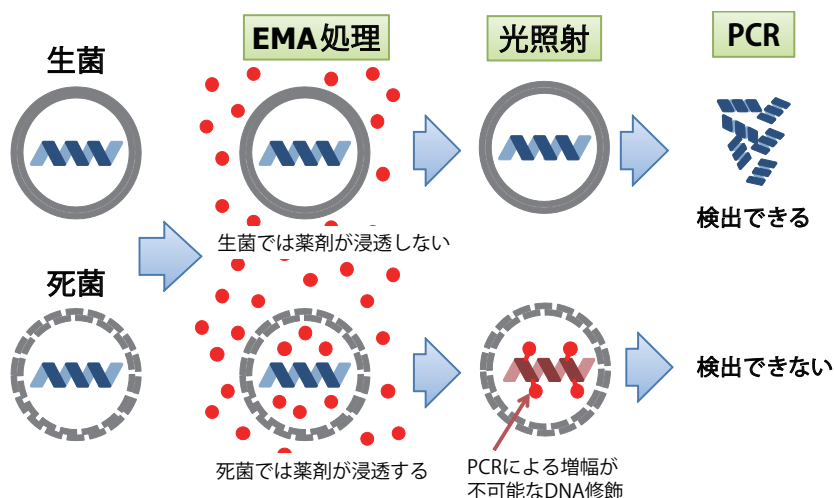 EMA処理
光照射
PCR
生菌
検出できる
生菌では薬剤が浸透しない
死菌
検出できない
死菌では薬剤が浸透する
PCRによる増幅が
不可能なDNA修飾